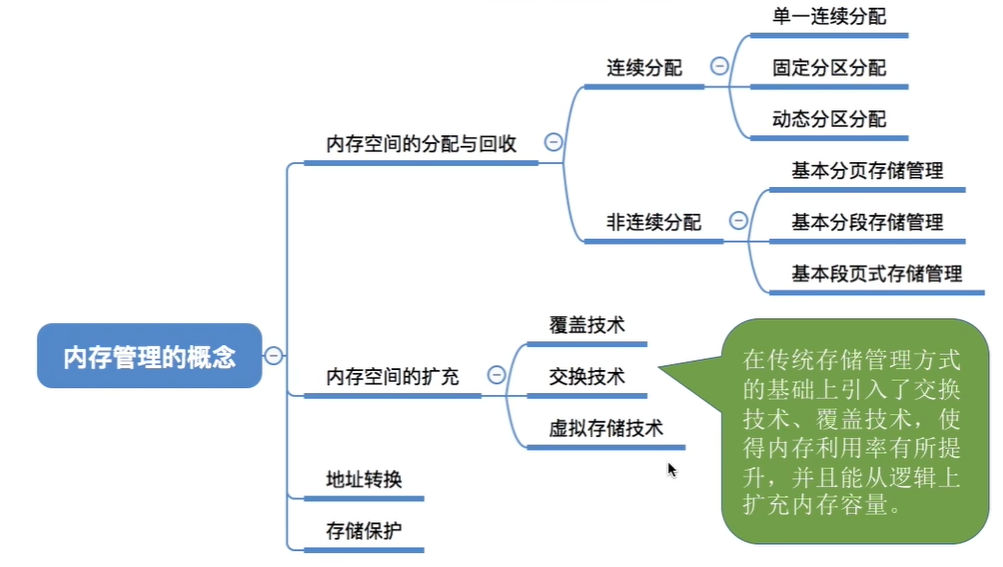 单一连续分配
连续分配
固定分区分配
动态分区分配
内存空间的分配与回收
基本分页存储管理
非连续分配
基本分段存储管理
基本段页式存储管理
内存管理的概念
覆盖技术
内存空间的扩充
交换技术
虚拟存储技术
在传统存储管理方式
的基础上引入了交换
技术、覆盖技术，使
得内存利用率有所提
升，并且能从逻辑上
扩充内存容量。
地址转换
存储保护